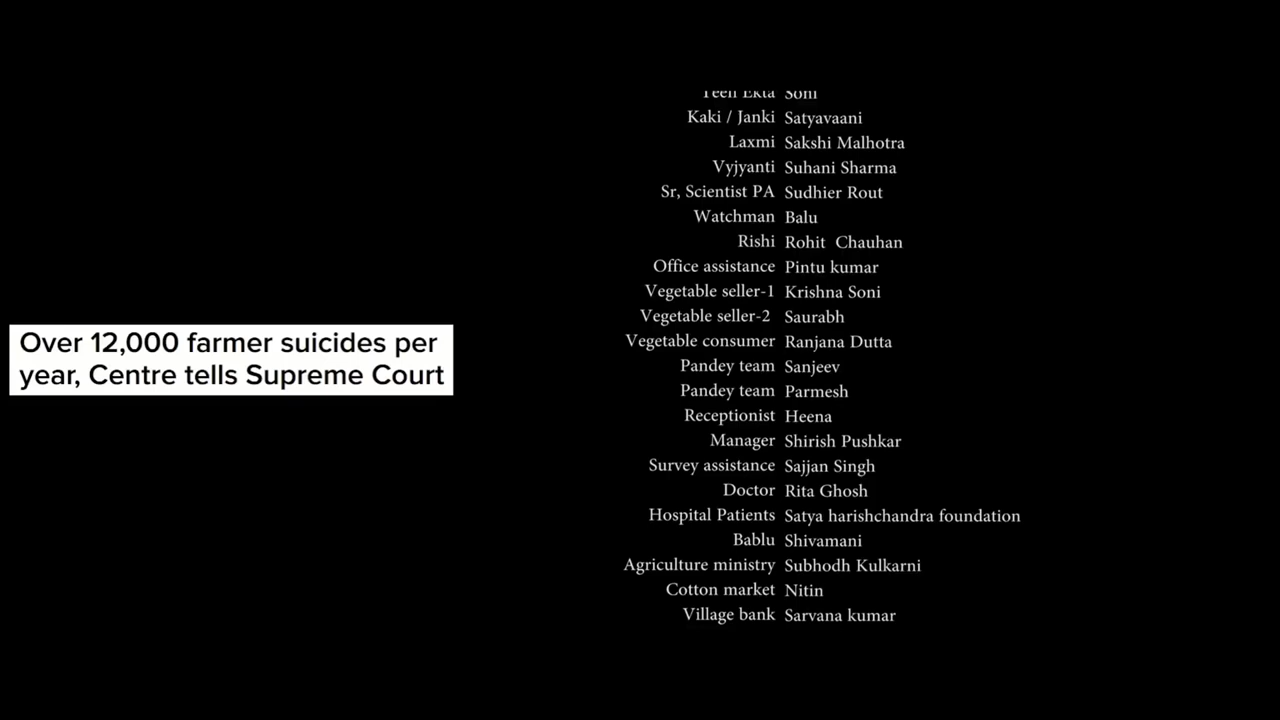 Over 12,000 farmer suicides per
year, Centre tells Supreme Court
Teen Ekta Soni
Kaki / Janki Satyavaani
Laxmi Sakshi Malhotra
Vyjyanti Suhani Sharma
Sr, Scientist PA Sudhier Rout
Watchman Balu
Rishi Rohit  Chauhan
Office assistance Pintu kumar
Vegetable seller-1 Krishna Soni
Vegetable seller-2 Saurabh
Vegetable consumer Ranjana Dutta
Pandey team Sanjeev
Pandey team Parmesh
Receptionist Heena
Manager Shirish Pushkar
Survey assistance Sajjan Singh
Doctor Rita Ghosh
Hospital Patients Satya harishchandra foundation
Bablu Shivamani
Agriculture ministry Subhodh Kulkarni
Cotton market Nitin
Village bank Sarvana kumar